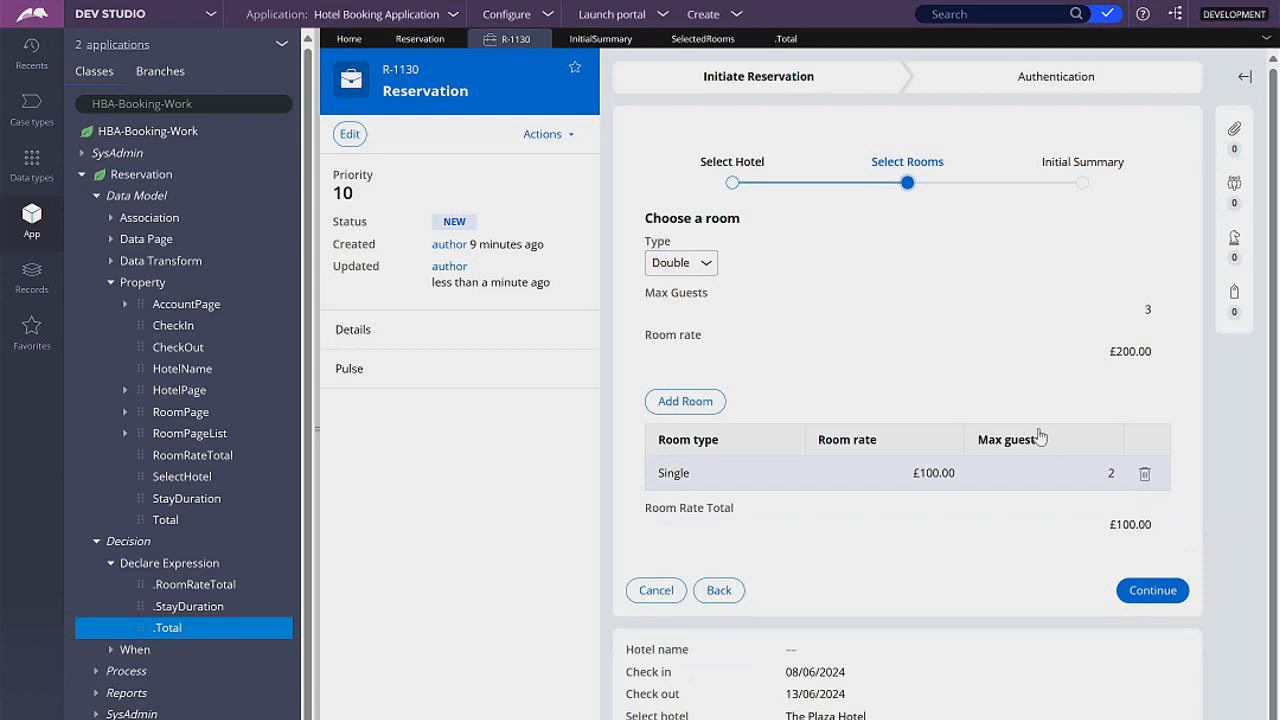 DEV STUDIO
Application: Hotel Booking Application
Configure
Launch portal
Create
Search
DEVELOPMENT
Recents
Case types
Data types
App
Records
Favorites
2 applications
Classes Branches
HBA-Booking-Work
HBA-Booking-Work
SysAdmin
Reservation
Data Model
Association
Data Page
Data Transform
Property
AccountPage
CheckIn
CheckOut
HotelName
HotelPage
RoomPage
RoomPageList
RoomRateTotal
SelectHotel
StayDuration
Total
Decision
Declare Expression
.RoomRateTotal
.StayDuration
.Total
When
Process
Reports
SysAdmin
Home Reservation R-1130 InitialSummary SelectedRooms .Total
R-1130
Reservation
Edit Actions
Priority
10
Status NEW
Created author 9 minutes ago
Updated author
less than a minute ago
Details
Pulse
Initiate Reservation Authentication
Select Hotel Select Rooms Initial Summary
Choose a room
Type
Double
Max Guests
3
Room rate
£200.00
Add Room
Room type Room rate Max guest
Single £100.00 2
Room Rate Total
£100.00
Cancel Back Continue
Hotel name --
Check in 08/06/2024
Check out 13/06/2024
Select hotel The Plaza Hotel
0
0
0
0